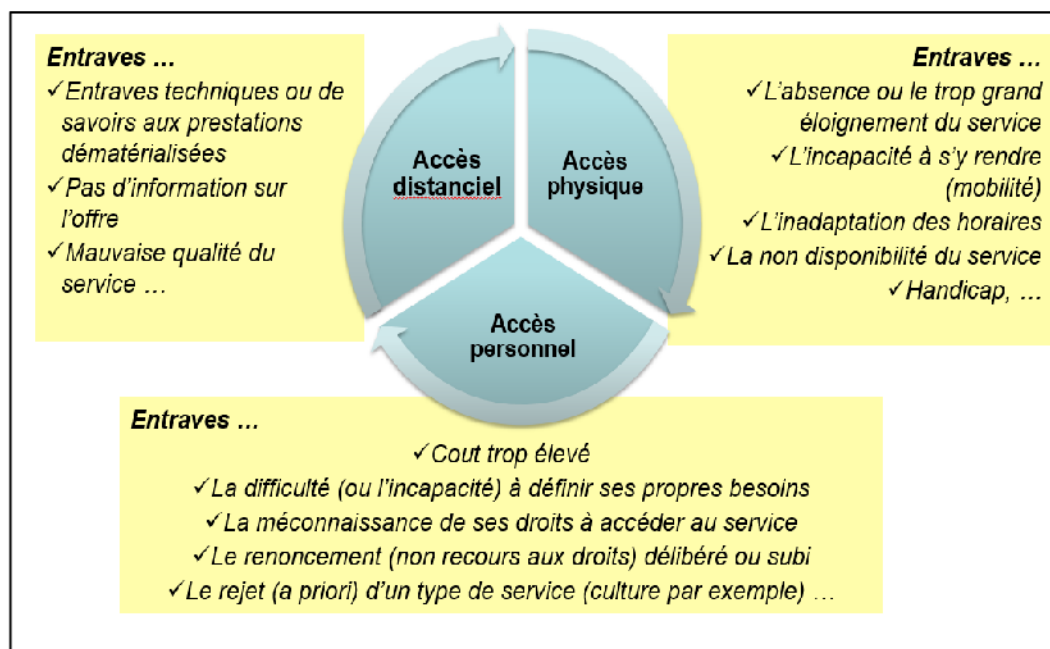 Entraves …
✓Entraves techniques ou de
savoirs aux prestations
dématérialisées
✓Pas d’information sur
l’offre
✓Mauvaise qualité du
service …
Accès
distanciel
Accès
physique
Accès
personnel
Entraves …
✓L’absence ou le trop grand
éloignement du service
✓L’incapacité à s’y rendre
(mobilité)
✓L’inadaptation des horaires
✓La non disponibilité du service
✓Handicap, …
Entraves …
✓Cout trop élevé
✓La difficulté (ou l’incapacité) à définir ses propres besoins
✓La méconnaissance de ses droits à accéder au service
✓Le renoncement (non recours aux droits) délibéré ou subi
✓Le rejet (a priori) d’un type de service (culture par exemple) …